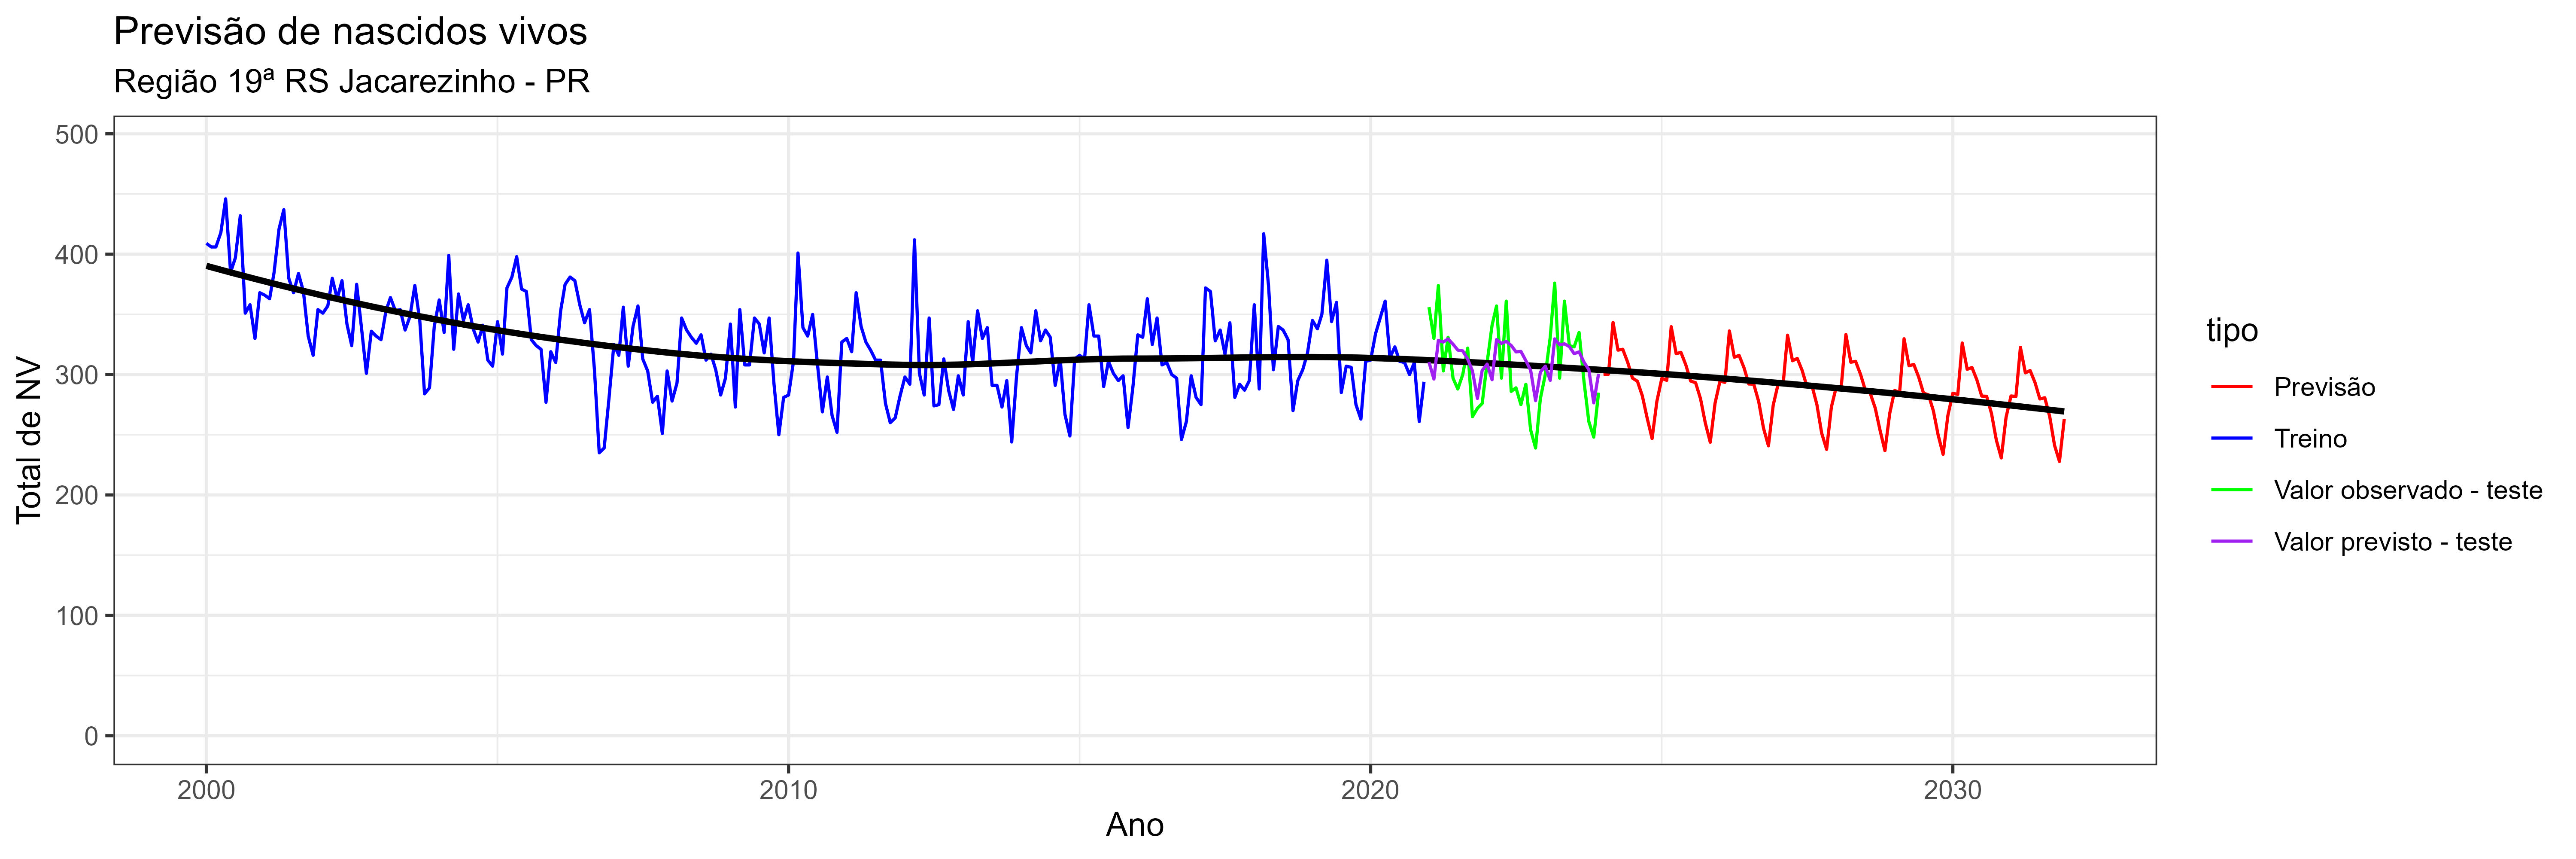 Previsão de nascidos vivos
Região 19ª RS Jacarezinho - PR
500
400
300
200
100
0
Total de NV
2000
2010
2020
2030
Ano
tipo
Previsão
Treino
Valor observado - teste
Valor previsto - teste